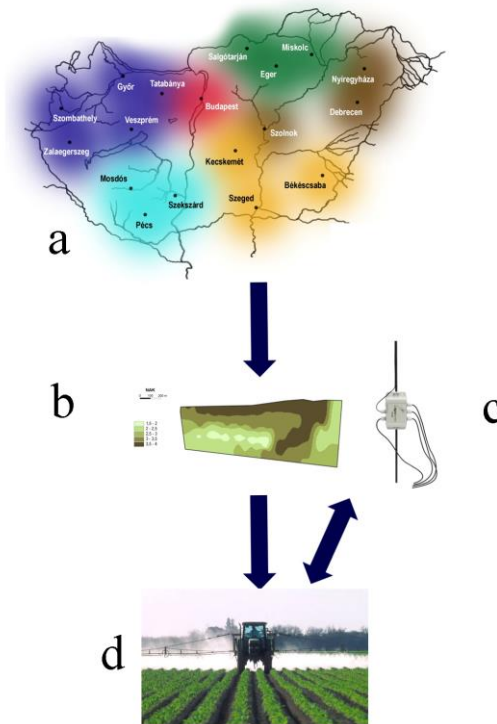 Miskolc
Salgótarján
Eger
Nyíregyháza
Győr
Tatabánya
Budapest
Debrecen
Szombathely
Veszprém
Szolnok
Zalaegerszeg
Kecskemét
Mosdós
Békéscsaba
Szekszárd
Szeged
Pécs
a
b
c
d